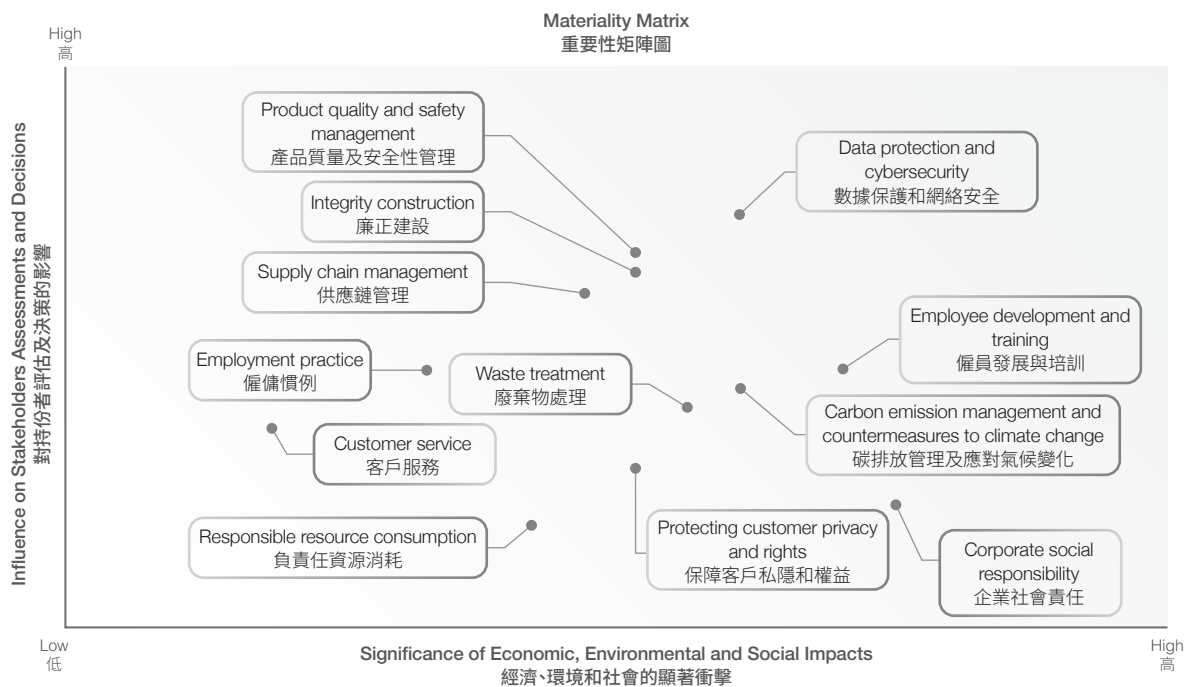 Materiality Matrix
重要性矩陣圖
High
高
Influence on Stakeholders Assessments and Decisions
對持份者評估及決策的影響
Product quality and safety
management
產品質量及安全性管理
Integrity construction
廉正建設
Supply chain management
供應鏈管理
Data protection and
cybersecurity
數據保護和網絡安全
Employment practice
僱傭慣例
Waste treatment
廢棄物處理
Employee development and
training
僱員發展與培訓
Customer service
客戶服務
Carbon emission management and
countermeasures to climate change
碳排放管理及應對氣候變化
Responsible resource consumption
負責任資源消耗
Protecting customer privacy
and rights
保障客戶私隱和權益
Corporate social
responsibility
企業社會責任
Low
低
Significance of Economic, Environmental and Social Impacts
經濟、環境和社會的顯著衝擊
High
高